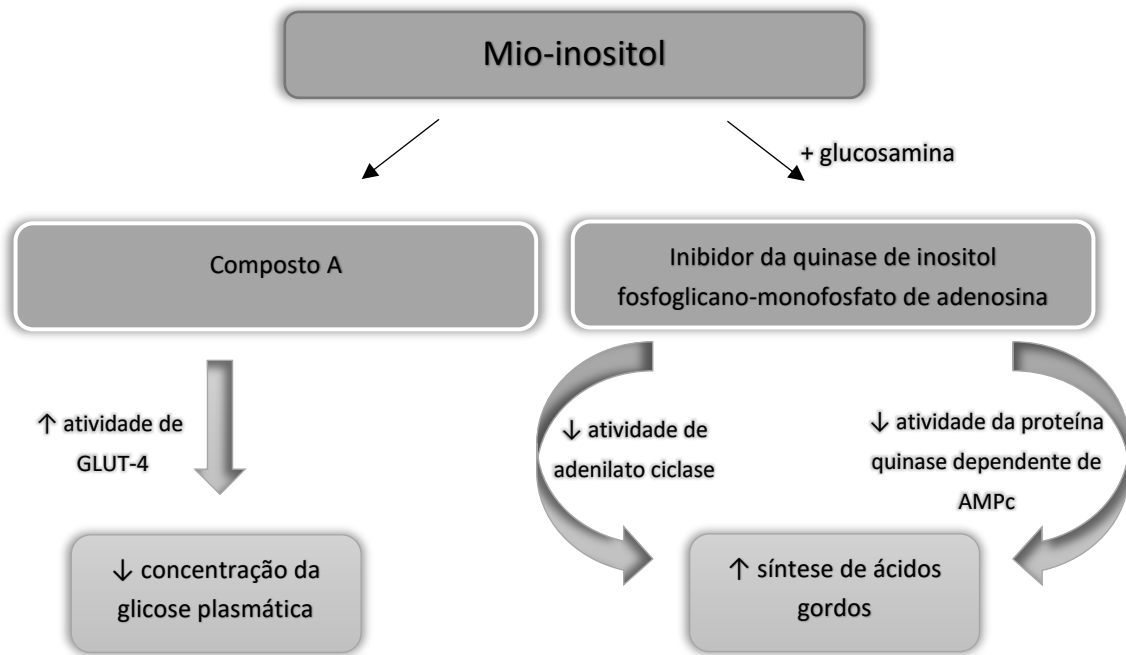 Mio-inositol
+ glucosamina
Composto A
Inibidor da quinase de inositol
fosfoglicano-monofosfato de adenosina
↑ atividade de
GLUT-4
↓ atividade de
adenilato ciclase
↓ atividade da proteína
quinase dependente de
AMPc
↓ concentração da
glicose plasmática
↑ síntese de ácidos
gordos